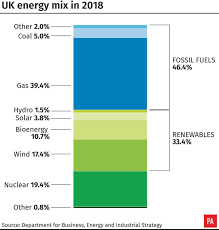 UK energy mix in 2018
Other 2.0%
Coal 5.0%
Gas 39.4%
FOSSIL FUELS
46.4%
Hydro 1.5%
Solar 3.8%
Bioenergy
10.7%
Wind 17.4%
RENEWABLES
33.4%
Nuclear 19.4%
Other 0.8%
Source: Department for Business, Energy and Industrial Strategy
PA